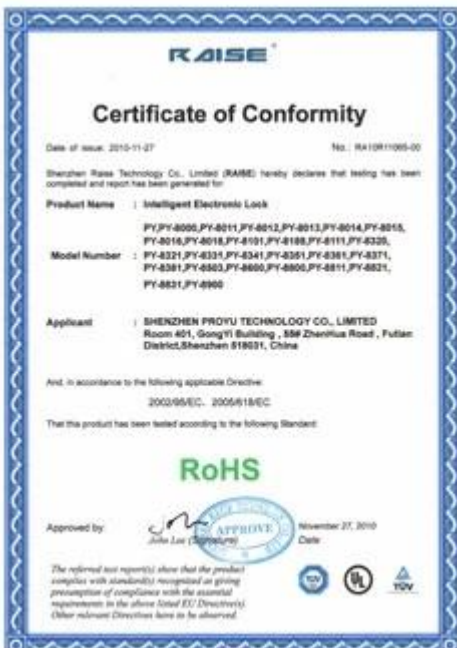 RAISE
Certificate of Conformity
Date of issue: 2010-11-27 No.: RA10R11065-00
Shenzhen Raise Technology Co., Limited (RAISE) hereby declares that testing has been
completed and report has been generated for:
Product Name : Intelligent Electronic Lock
PY,PY-8000,PY-8011,PY-8012,PY-8013,PY-8014,PY-8015,
PY-8016,PY-8018,PY-8101,PY-8188,PY-8111,PY-8320,
Model Number : PY-8321,PY-8331,PY-8341,PY-8351,PY-8361,PY-8371,
PY-8381,PY-8503,PY-8600,PY-8800,PY-8811,PY-8821,
PY-8831,PY-8900
Applicant : SHENZHEN PROYU TECHNOLOGY CO., LIMITED
Room 401, GongYi Building , 55# ZhenHua Road , Futian
District,Shenzhen 518031, China
And, in accordance to the following applicable Directive:
2002/95/EC、2005/618/EC
That this product has been tested according to the following Standard:
RoHS
Approved by: APPROVE November 27, 2010
John Lee (Signature) Date
The referred test report(s) show that the product
complies with standard(s) recognized as giving
presumption of compliance with the essential
requirements in the above listed EU Directive(s).
Other relevant Directives have to be observed.
TÜV UL TÜV